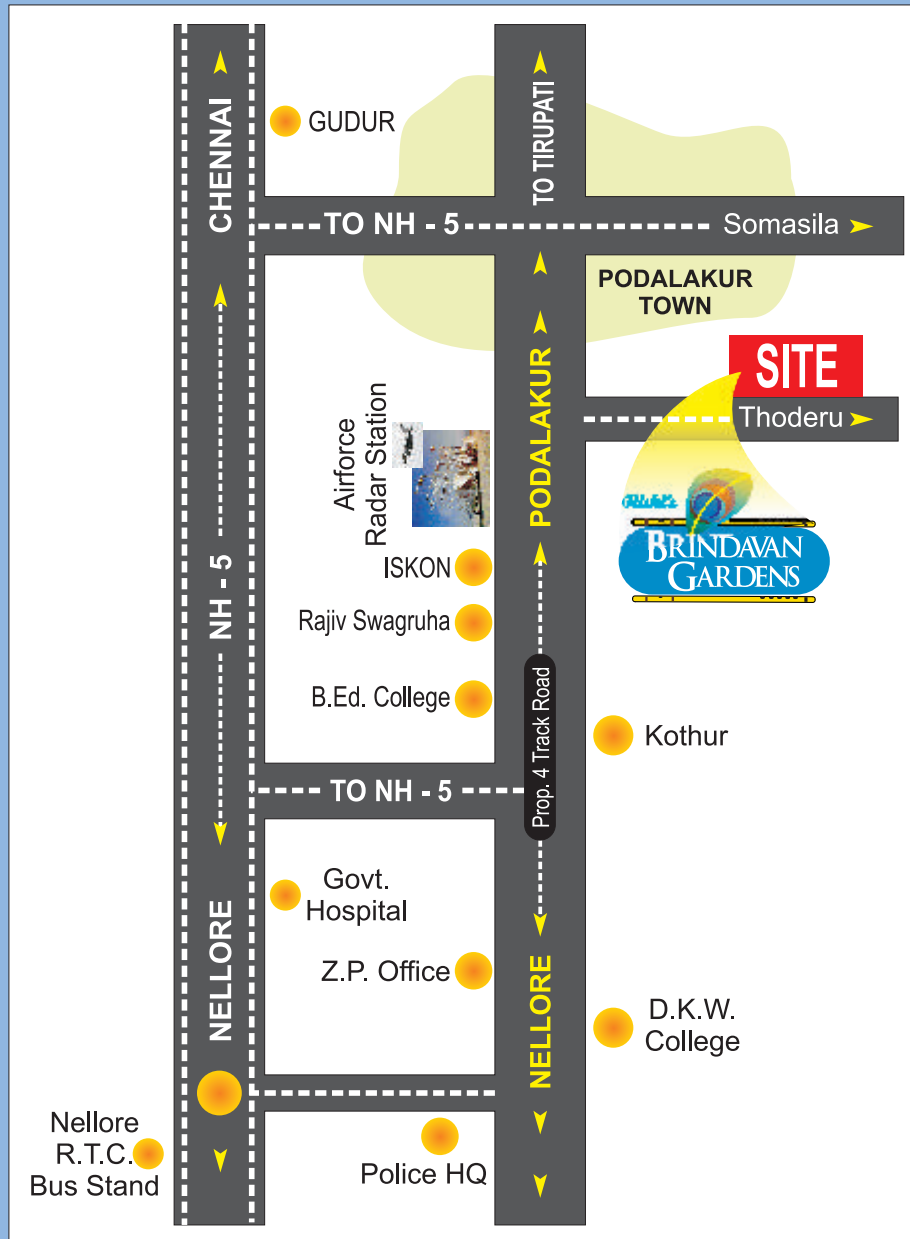 CHENNAI
GUDUR
TO TIRUPATI
TO NH - 5
Somasila
PODALAKUR
TOWN
SITE
Thoderu
PODALAKUR
Airforce
Radar Station
BRINDAVAN
GARDENS
ISKON
Rajiv Swagruha
NH - 5
B.Ed. College
Prop. 4 Track Road
Kothur
TO NH - 5
Govt.
Hospital
NELLORE
Z.P. Office
NELLORE
D.K.W.
College
Nellore
R.T.C.
Bus Stand
Police HQ